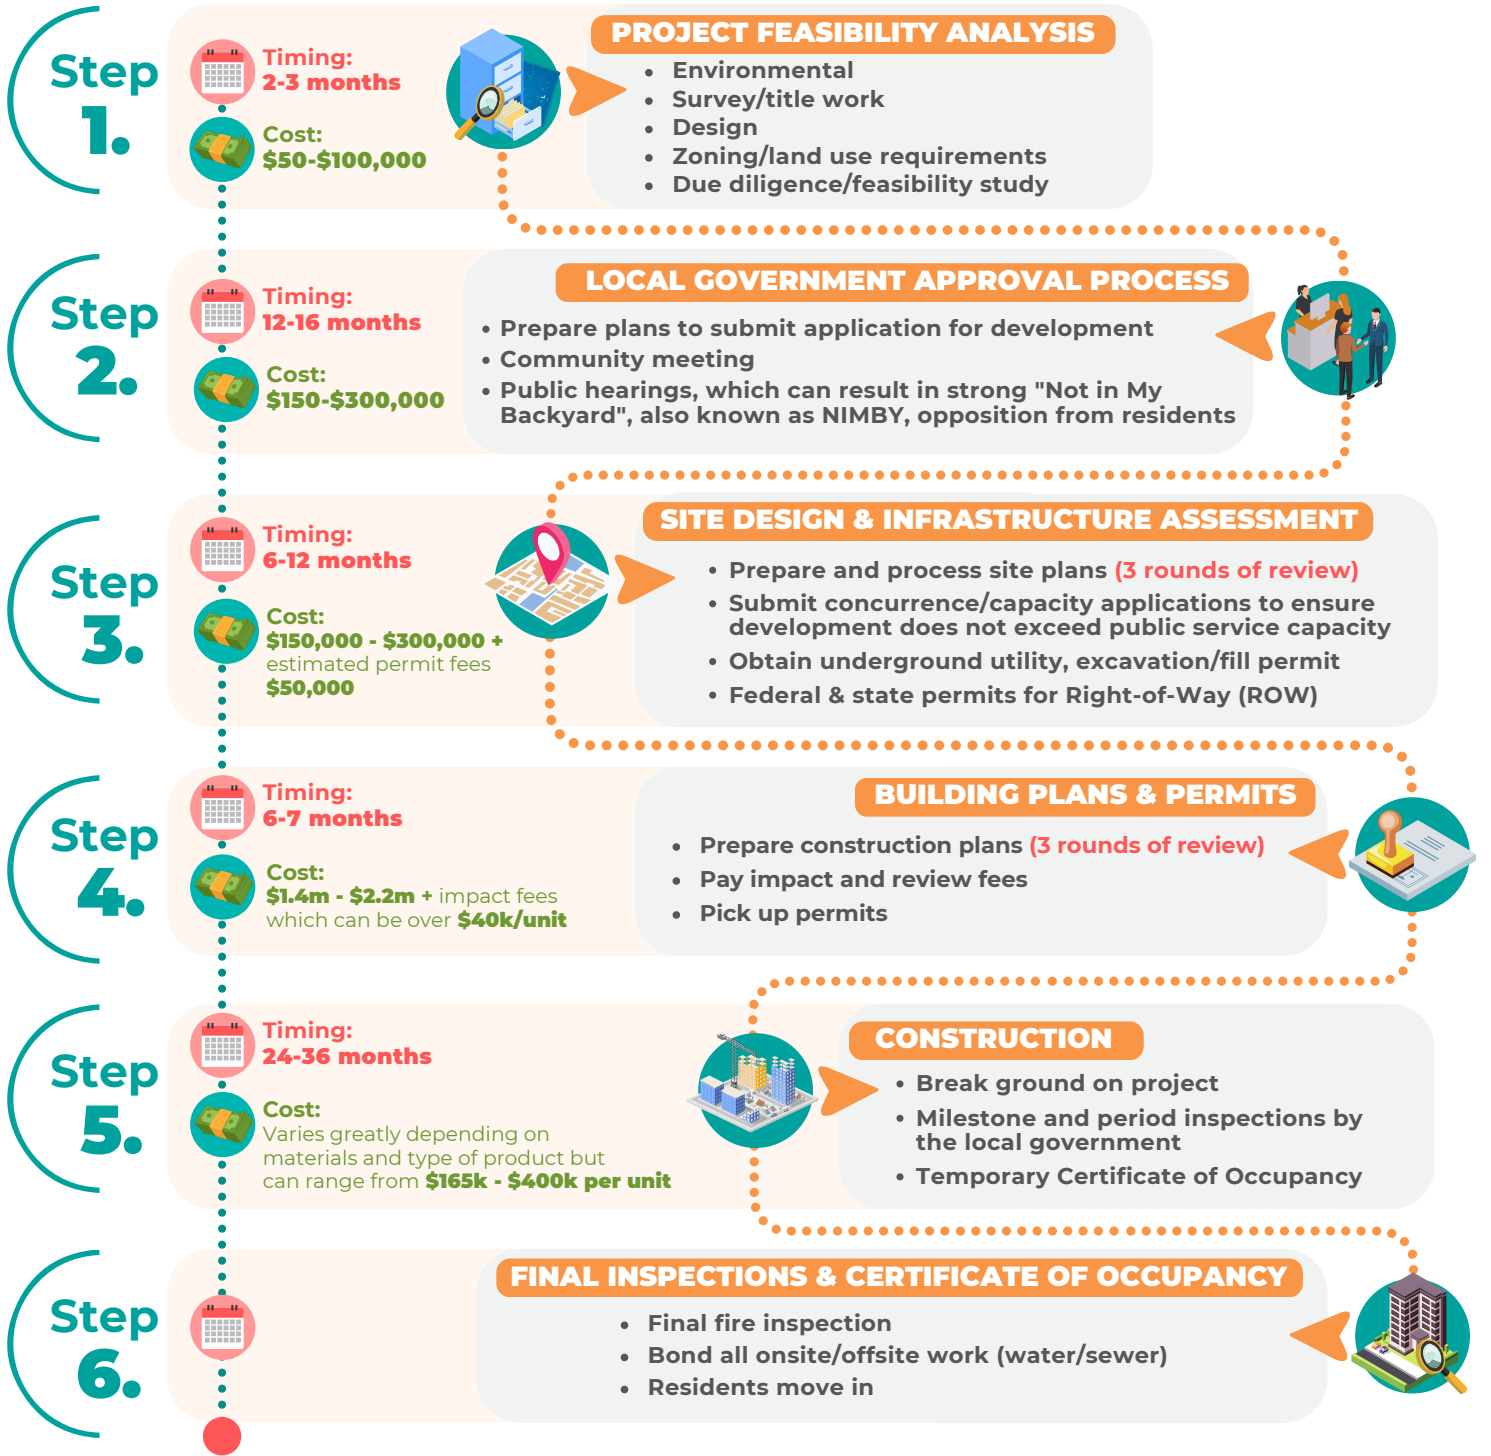 Step
1.
Timing:
2-3 months
Cost:
$50-$100,000
PROJECT FEASIBILITY ANALYSIS
• Environmental
• Survey/title work
• Design
• Zoning/land use requirements
• Due diligence/feasibility study
Step
2.
Timing:
12-16 months
Cost:
$150-$300,000
LOCAL GOVERNMENT APPROVAL PROCESS
• Prepare plans to submit application for development
• Community meeting
• Public hearings, which can result in strong "Not in My
Backyard", also known as NIMBY, opposition from residents
Step
3.
Timing:
6-12 months
Cost:
$150,000 - $300,000 +
estimated permit fees
$50,000
SITE DESIGN & INFRASTRUCTURE ASSESSMENT
• Prepare and process site plans (3 rounds of review)
• Submit concurrence/capacity applications to ensure
development does not exceed public service capacity
• Obtain underground utility, excavation/fill permit
• Federal & state permits for Right-of-Way (ROW)
Step
4.
Timing:
6-7 months
Cost:
$1.4m - $2.2m + impact fees
which can be over $40k/unit
BUILDING PLANS & PERMITS
• Prepare construction plans (3 rounds of review)
• Pay impact and review fees
• Pick up permits
Step
5.
Timing:
24-36 months
Cost:
Varies greatly depending on
materials and type of product but
can range from $165k - $400k per unit
CONSTRUCTION
• Break ground on project
• Milestone and period inspections by
the local government
• Temporary Certificate of Occupancy
Step
6.
FINAL INSPECTIONS & CERTIFICATE OF OCCUPANCY
• Final fire inspection
• Bond all onsite/offsite work (water/sewer)
• Residents move in